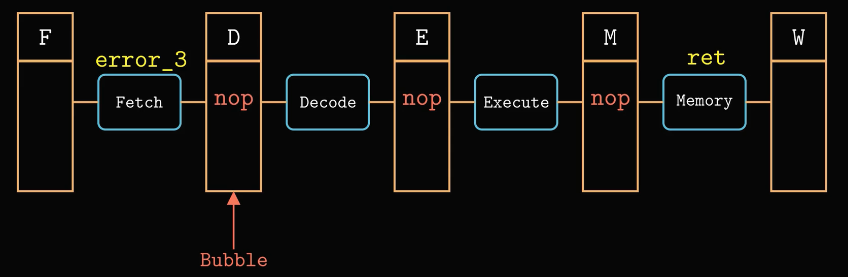 F
D
E
M
W
error_3
ret
Fetch
nop
Decode
nop
Execute
nop
Memory
Bubble